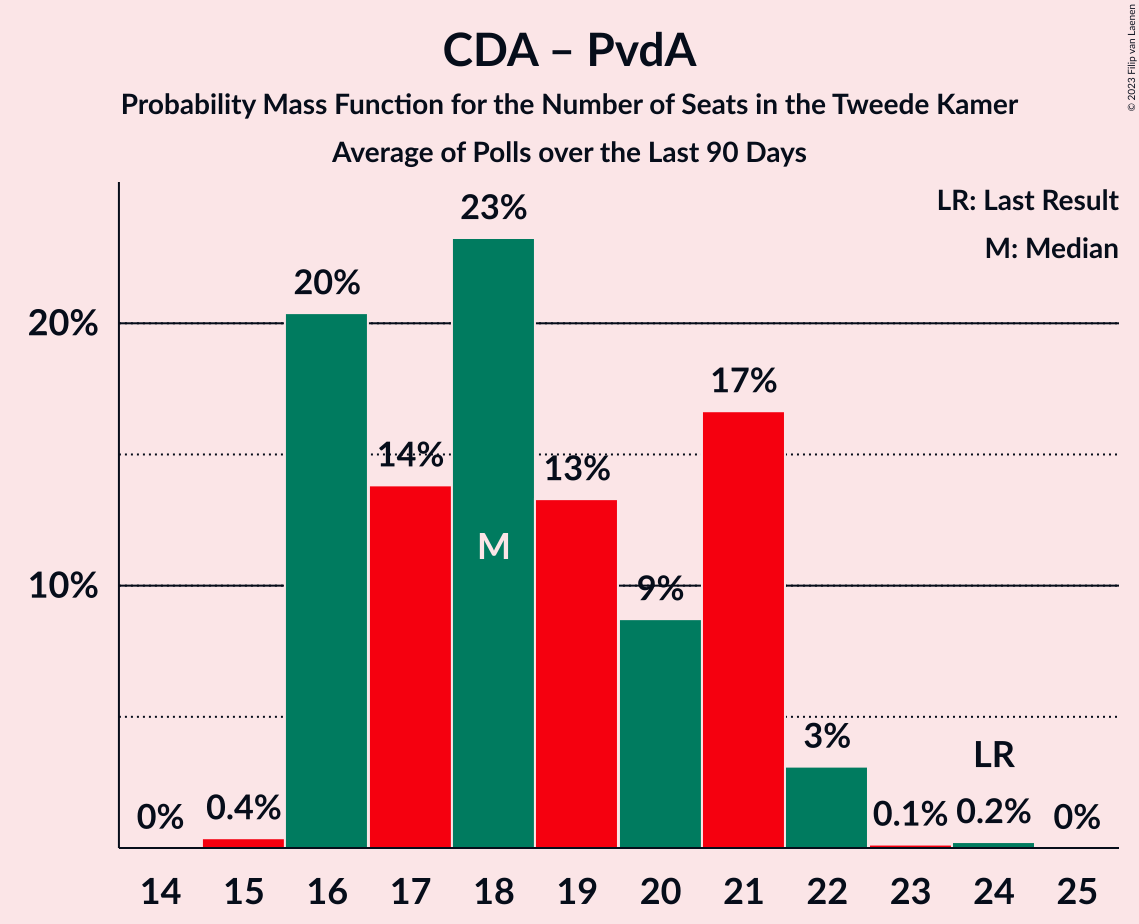 CDA – PvdA
Probability Mass Function for the Number of Seats in the Tweede Kamer
Average of Polls over the Last 90 Days
© 2023 Filip van Laenen
LR: Last Result
M: Median
23%
20%
20%
17%
14%
13%
M
10%
9%
3%
LR
0%
0.4%
0.1%
0.2%
0%
14 15 16 17 18 19 20 21 22 23 24 25